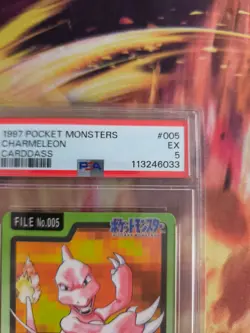 1997 POCKET MONSTERS #005
CHARMELEON EX
CARDDASS 5
PSA 113246033
FILE No.005 ポケットモンスター